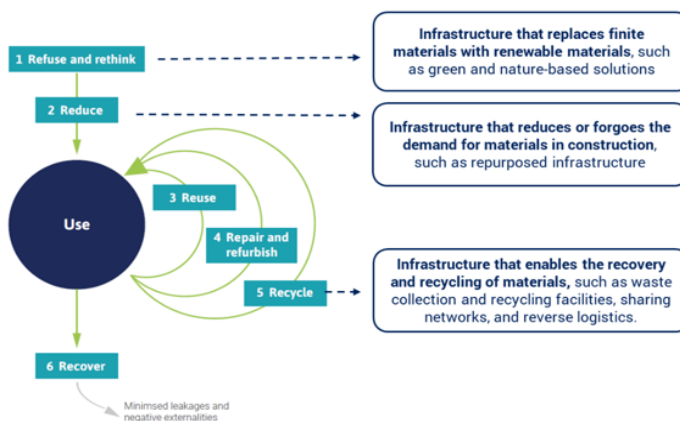 1 Refuse and rethink
Infrastructure that replaces finite
materials with renewable materials, such
as green and nature-based solutions
2 Reduce
Infrastructure that reduces or forgoes the
demand for materials in construction,
such as repurposed infrastructure
Use
3 Reuse
4 Repair and
refurbish
5 Recycle
Infrastructure that enables the recovery
and recycling of materials, such as waste
collection and recycling facilities, sharing
networks, and reverse logistics.
6 Recover
Minimsed leakages and
negative externalities